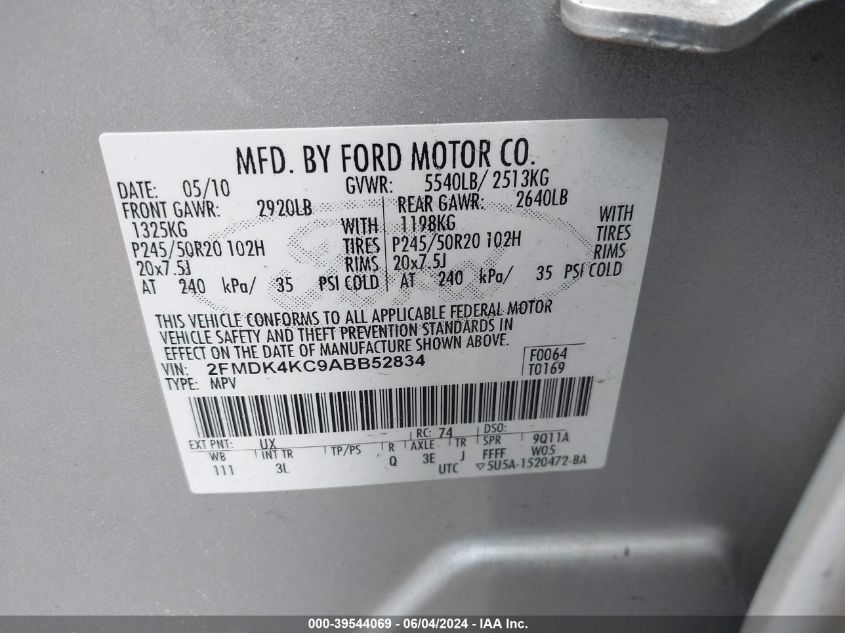 MFD. BY FORD MOTOR CO.
DATE: 05/10 GVWR: 5540LB/ 2513KG
FRONT GAWR: 2920LB REAR GAWR: 2640LB
1325KG WITH 1198KG WITH
P245/50R20 102H TIRES P245/50R20 102H TIRES
20x7.5J RIMS 20x7.5J RIMS
AT 240 kPa/ 35 PSI COLD AT 240 kPa/ 35 PSI COLD
THIS VEHICLE CONFORMS TO ALL APPLICABLE FEDERAL MOTOR
VEHICLE SAFETY AND THEFT PREVENTION STANDARDS IN
EFFECT ON THE DATE OF MANUFACTURE SHOWN ABOVE.
VIN: 2FMDK4KC9ABB52834 F0064
TYPE: MPV T0169
EXT PNT: UX RC: 74 DSO:
WB INT TR TP/PS R AXLE TR SPR 9Q11A
111 3L Q 3E J FFFF W05
UTC ▽5U5A-1520472-BA
000-39544069 - 06/04/2024 - IAA Inc.